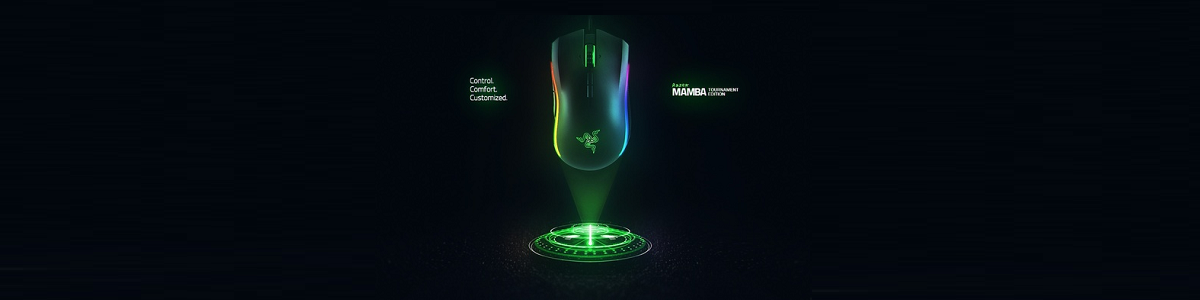 Control.
Comfort.
Customized.
Razer
MAMBA TOURNAMENT
EDITION